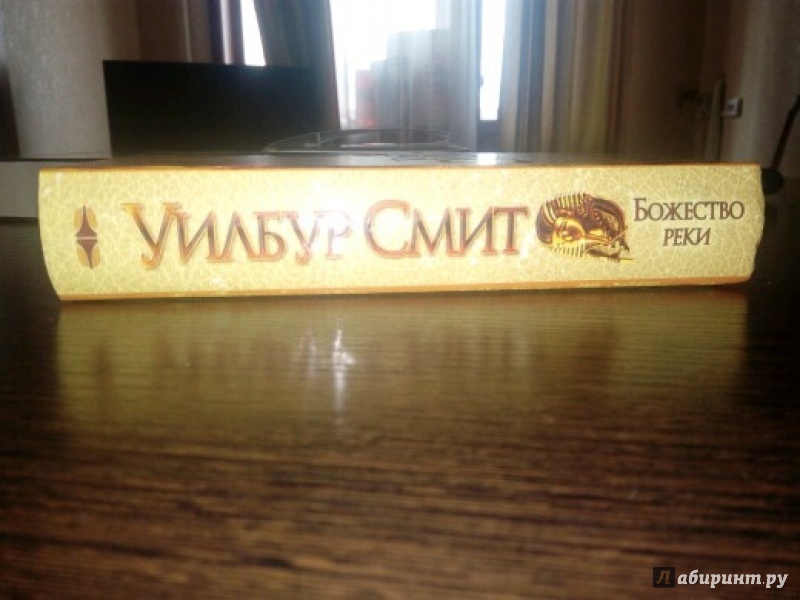 Уилбур Смит
Божество
реки
Лабиринт.ру